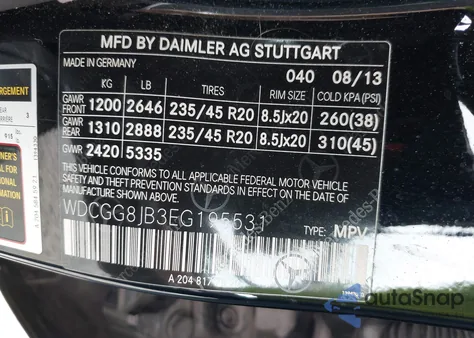 MFD BY DAIMLER AG STUTTGART
MADE IN GERMANY
040 08/13
KG LB TIRES RIM SIZE COLD KPA(PSI)
GAWR FRONT 1200 2646 235/45 R20 8.5Jx20 260(38)
GAWR REAR 1310 2888 235/45 R20 8.5Jx20 310(45)
GVWR 2420 5335
THIS VEHICLE CONFORMS TO ALL APPLICABLE FEDERAL MOTOR VEHICLE
SAFETY STANDARDS IN EFFECT ON THE DATE OF MANUFACTURE
SHOWN ABOVE
WDCGG8JB3EG195531
TYPE: MPV
A 204 817
autoSnap